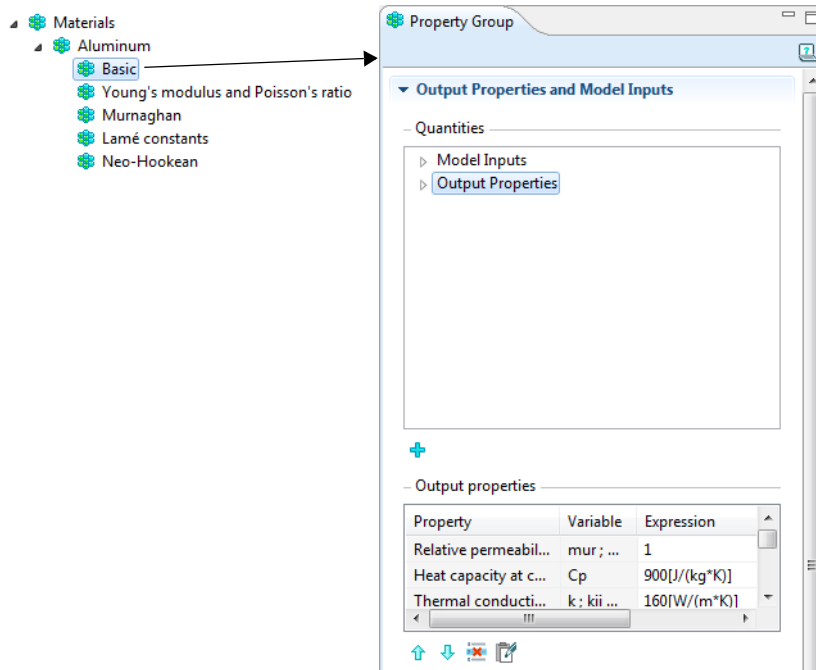 Materials
Aluminum
Basic
Young's modulus and Poisson's ratio
Murnaghan
Lamé constants
Neo-Hookean
Property Group
?
Output Properties and Model Inputs
Quantities
Model Inputs
Output Properties
Output properties
Property Variable Expression
Relative permeabil... mur ; ... 1
Heat capacity at c... Cp 900[J/(kg*K)]
Thermal conducti... k ; kii ... 160[W/(m*K)]